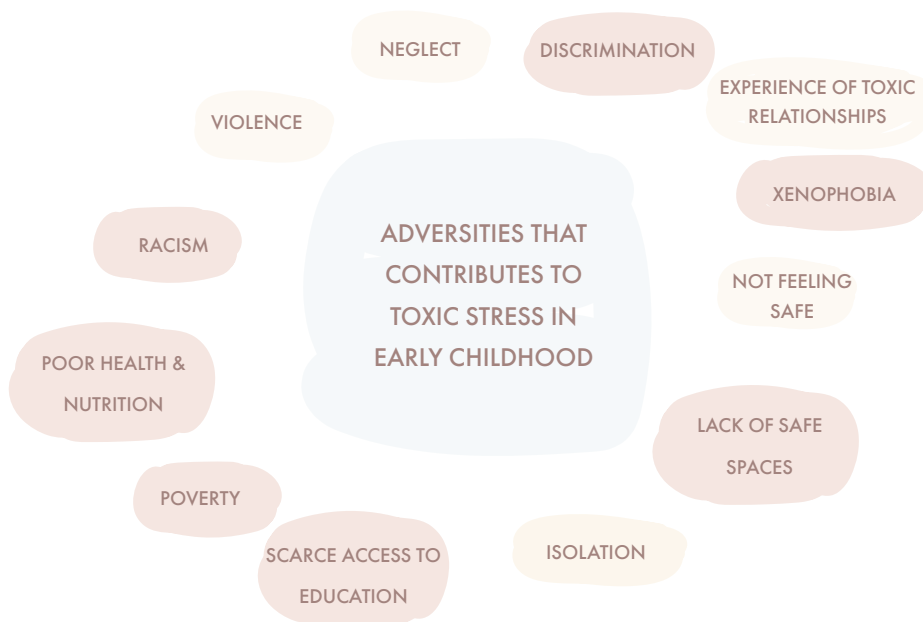 NEGLECT
DISCRIMINATION
EXPERIENCE OF TOXIC
RELATIONSHIPS
VIOLENCE
XENOPHOBIA
RACISM
ADVERSITIES THAT
CONTRIBUTES TO
TOXIC STRESS IN
EARLY CHILDHOOD
NOT FEELING
SAFE
POOR HEALTH &
NUTRITION
LACK OF SAFE
SPACES
POVERTY
SCARCE ACCESS TO
EDUCATION
ISOLATION